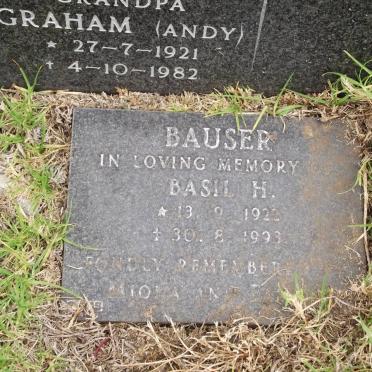 GRANDPA
GRAHAM (ANDY)
* 27-7-1921
+ 4-10-1982
BAUSER
IN LOVING MEMORY
BASIL H.
* 13. 9. 1922
+ 30. 8. 1993
FONDLY REMEMBERED